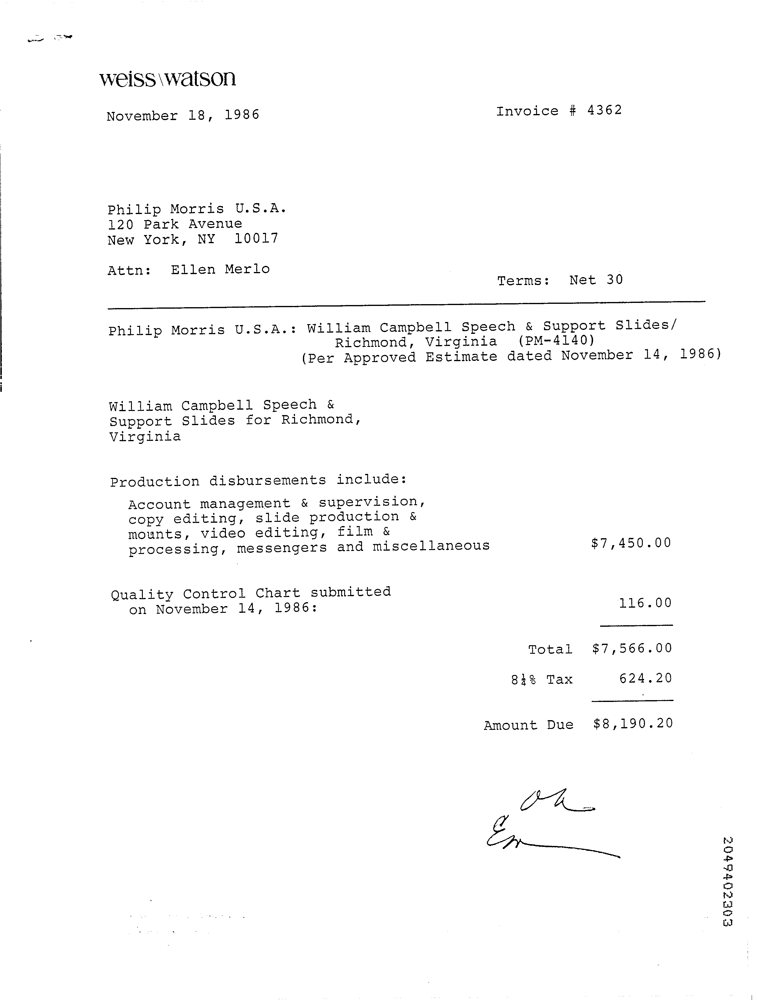 weiss\watson
November 18, 1986
Invoice # 4362
Philip Morris U.S.A.
120 Park Avenue
New York, NY 10017
Attn: Ellen Merlo
Terms: Net 30
Philip Morris U.S.A.: William Campbell Speech & Support Slides/
Richmond, Virginia (PM-4140)
(Per Approved Estimate dated November 14, 1986)
William Campbell Speech &
Support Slides for Richmond,
Virginia
Production disbursements include:
Account management & supervision,
copy editing, slide production &
mounts, video editing, film &
processing, messengers and miscellaneous $7,450.00
Quality Control Chart submitted
on November 14, 1986: 116.00
Total $7,566.00
8¼% Tax 624.20
Amount Due $8,190.20
ok
Em
2049402303